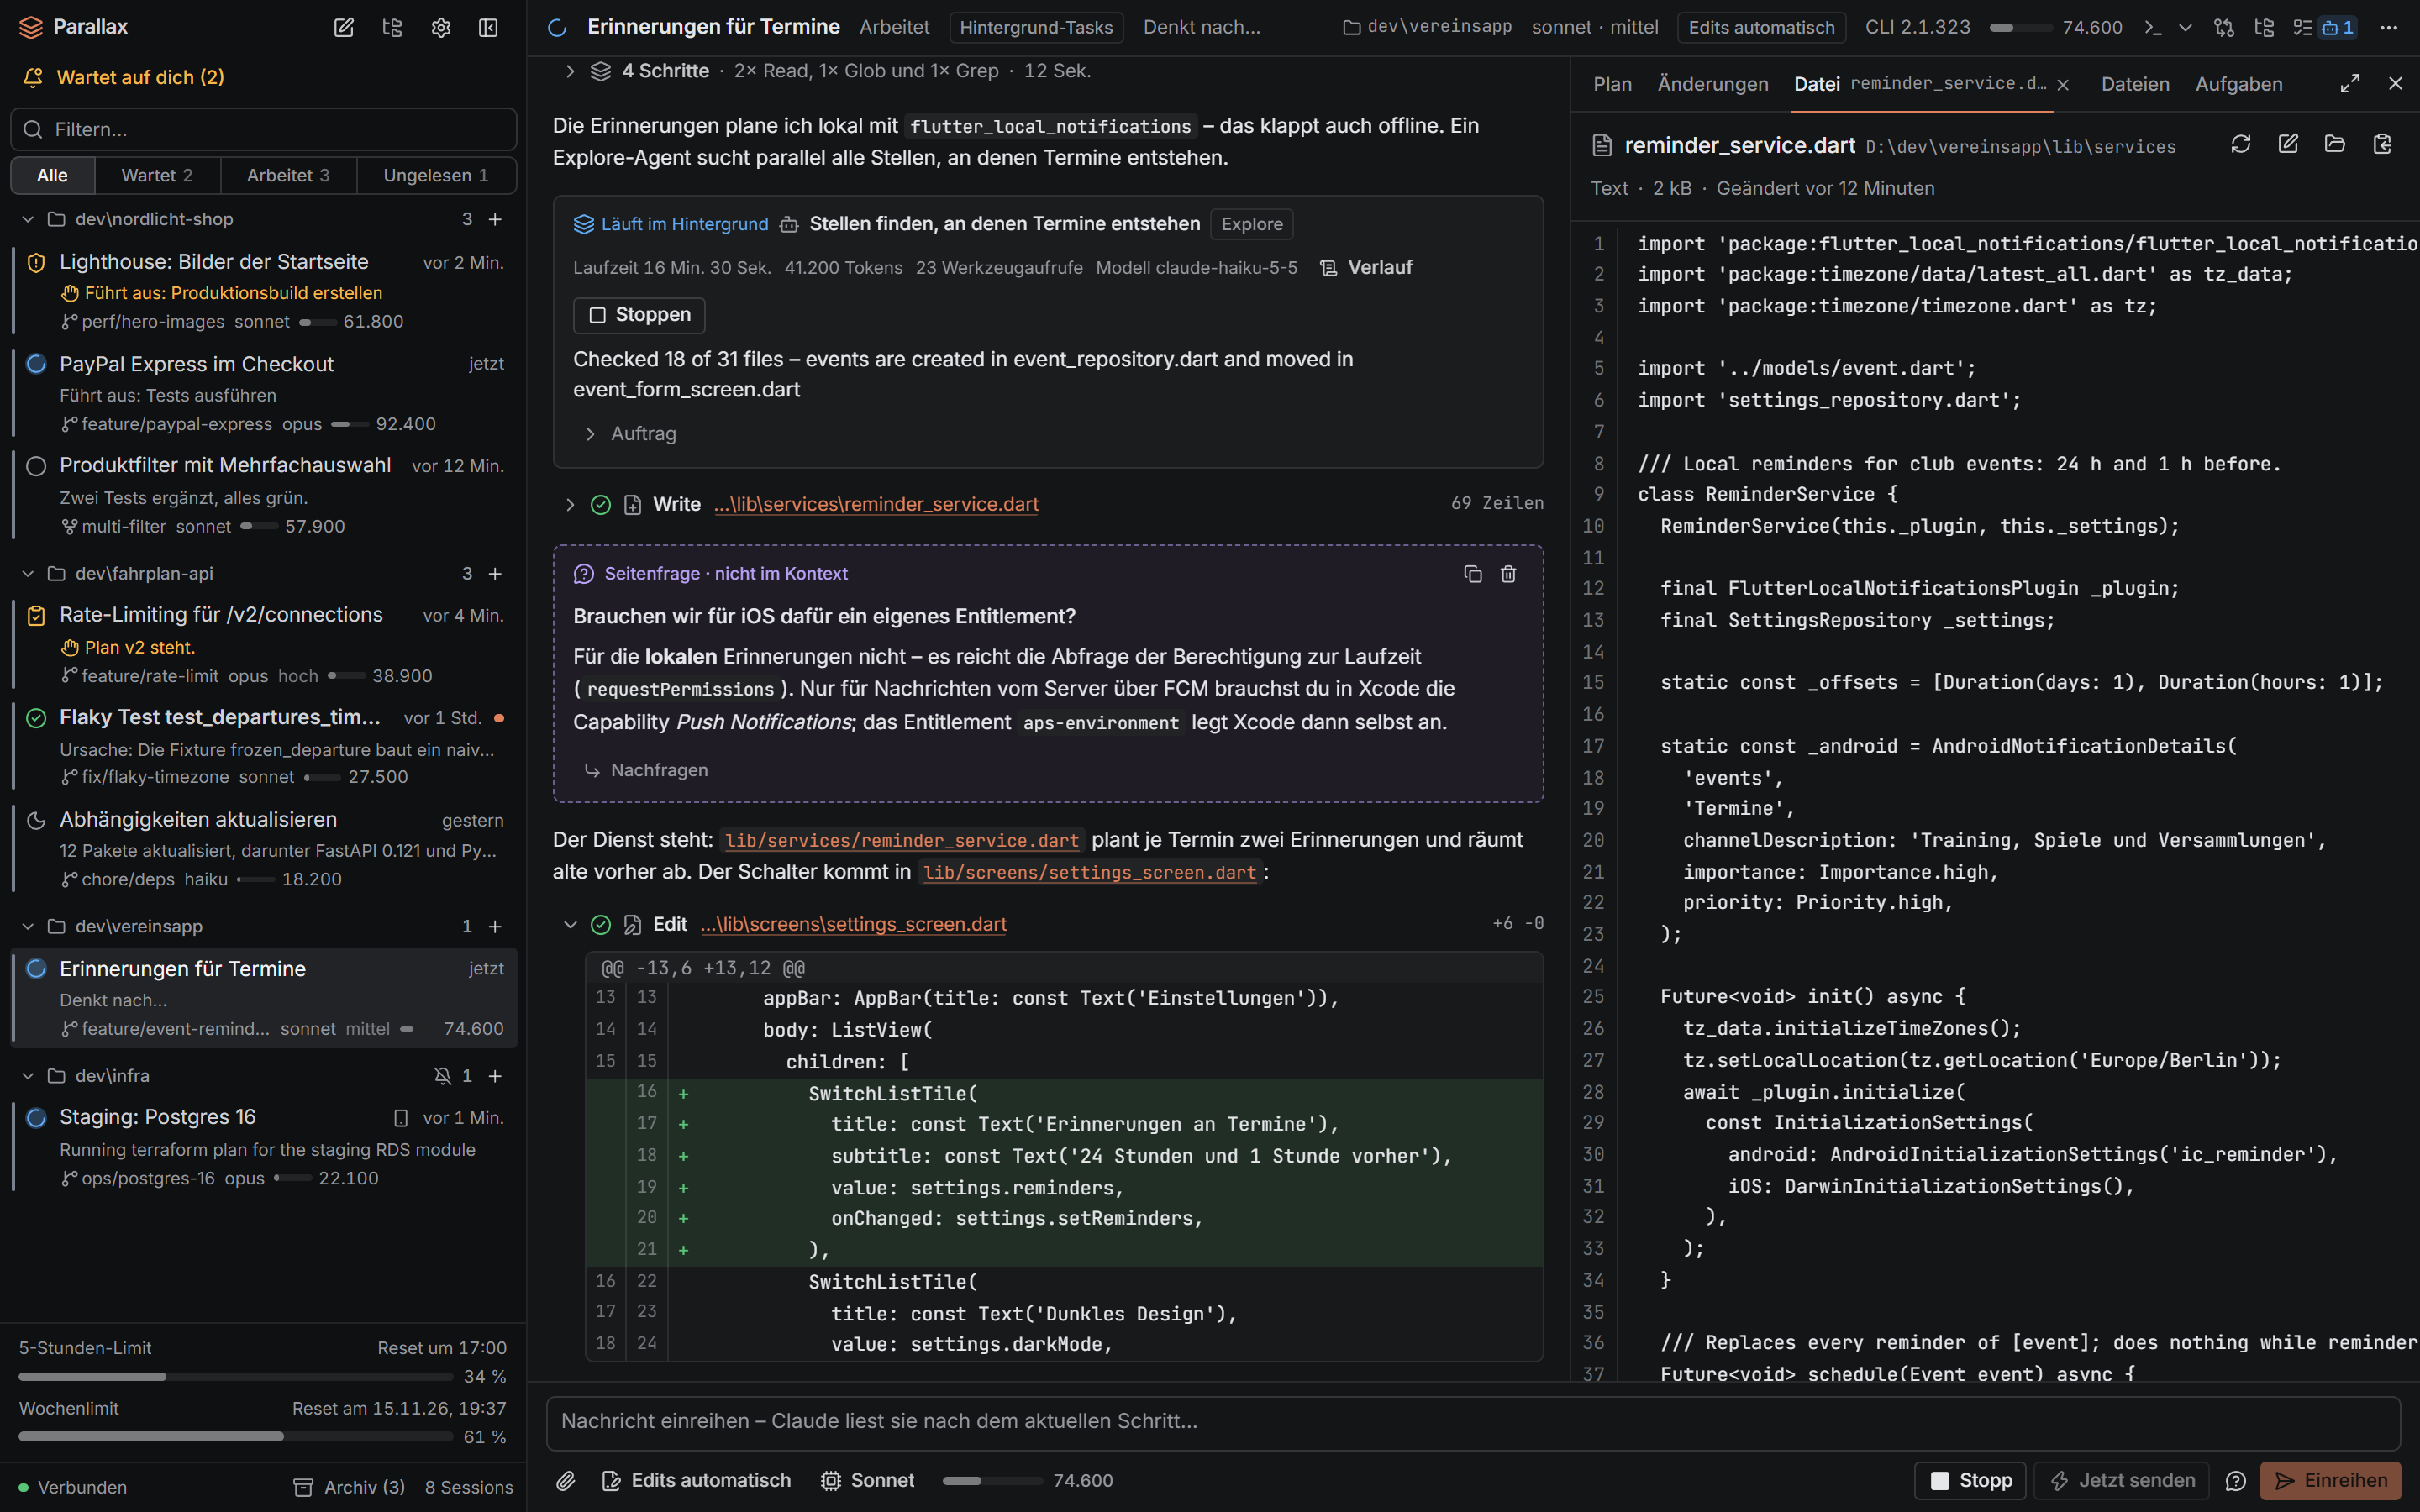 Parallax
Wartet auf dich (2)
Filtern...
Alle
Wartet 2
Arbeitet 3
Ungelesen 1
dev\nordlicht-shop 3
Lighthouse: Bilder der Startseite vor 2 Min.
Führt aus: Produktionsbuild erstellen
perf/hero-images sonnet 61.800
PayPal Express im Checkout jetzt
Führt aus: Tests ausführen
feature/paypal-express opus 92.400
Produktfilter mit Mehrfachauswahl vor 12 Min.
Zwei Tests ergänzt, alles grün.
multi-filter sonnet 57.900
dev\fahrplan-api 3
Rate-Limiting für /v2/connections vor 4 Min.
Plan v2 steht.
feature/rate-limit opus hoch 38.900
Flaky Test test_departures_tim... vor 1 Std.
Ursache: Die Fixture frozen_departure baut ein naiv...
fix/flaky-timezone sonnet 27.500
Abhängigkeiten aktualisieren gestern
12 Pakete aktualisiert, darunter FastAPI 0.121 und Py...
chore/deps haiku 18.200
dev\vereinsapp 1
Erinnerungen für Termine jetzt
Denkt nach...
feature/event-remind... sonnet mittel 74.600
dev\infra 1
Staging: Postgres 16 vor 1 Min.
Running terraform plan for the staging RDS module
ops/postgres-16 opus 22.100
5-Stunden-Limit Reset um 17:00
34 %
Wochenlimit Reset am 15.11.26, 19:37
61 %
Verbunden Archiv (3) 8 Sessions
Erinnerungen für Termine Arbeitet Hintergrund-Tasks Denkt nach... dev\vereinsapp sonnet · mittel Edits automatisch CLI 2.1.323 74.600 1
4 Schritte · 2× Read, 1× Glob und 1× Grep · 12 Sek.
Die Erinnerungen plane ich lokal mit flutter_local_notifications – das klappt auch offline. Ein
Explore-Agent sucht parallel alle Stellen, an denen Termine entstehen.
Läuft im Hintergrund Stellen finden, an denen Termine entstehen Explore
Laufzeit 16 Min. 30 Sek. 41.200 Tokens 23 Werkzeugaufrufe Modell claude-haiku-5-5 Verlauf
Stoppen
Checked 18 of 31 files – events are created in event_repository.dart and moved in
event_form_screen.dart
Auftrag
Write ...\lib\services\reminder_service.dart 69 Zeilen
Seitenfrage · nicht im Kontext
Brauchen wir für iOS dafür ein eigenes Entitlement?
Für die lokalen Erinnerungen nicht – es reicht die Abfrage der Berechtigung zur Laufzeit
(requestPermissions). Nur für Nachrichten vom Server über FCM brauchst du in Xcode die
Capability Push Notifications; das Entitlement aps-environment legt Xcode dann selbst an.
Nachfragen
Der Dienst steht: lib/services/reminder_service.dart plant je Termin zwei Erinnerungen und räumt
alte vorher ab. Der Schalter kommt in lib/screens/settings_screen.dart:
Edit ...\lib\screens\settings_screen.dart +6 -0
@@ -13,6 +13,12 @@
13 13 appBar: AppBar(title: const Text('Einstellungen')),
14 14 body: ListView(
15 15 children: [
16 + SwitchListTile(
17 + title: const Text('Erinnerungen an Termine'),
18 + subtitle: const Text('24 Stunden und 1 Stunde vorher'),
19 + value: settings.reminders,
20 + onChanged: settings.setReminders,
21 + ),
16 22 SwitchListTile(
17 23 title: const Text('Dunkles Design'),
18 24 value: settings.darkMode,
Plan Änderungen Datei reminder_service.d... Dateien Aufgaben
reminder_service.dart D:\dev\vereinsapp\lib\services
Text · 2 kB · Geändert vor 12 Minuten
1 import 'package:flutter_local_notifications/flutter_local_notificatio
2 import 'package:timezone/data/latest_all.dart' as tz_data;
3 import 'package:timezone/timezone.dart' as tz;
4
5 import '../models/event.dart';
6 import 'settings_repository.dart';
7
8 /// Local reminders for club events: 24 h and 1 h before.
9 class ReminderService {
10 ReminderService(this._plugin, this._settings);
11
12 final FlutterLocalNotificationsPlugin _plugin;
13 final SettingsRepository _settings;
14
15 static const _offsets = [Duration(days: 1), Duration(hours: 1)];
16
17 static const _android = AndroidNotificationDetails(
18 'events',
19 'Termine',
20 channelDescription: 'Training, Spiele und Versammlungen',
21 importance: Importance.high,
22 priority: Priority.high,
23 );
24
25 Future<void> init() async {
26 tz_data.initializeTimeZones();
27 tz.setLocalLocation(tz.getLocation('Europe/Berlin'));
28 await _plugin.initialize(
29 const InitializationSettings(
30 android: AndroidInitializationSettings('ic_reminder'),
31 iOS: DarwinInitializationSettings(),
32 ),
33 );
34 }
35
36 /// Replaces every reminder of [event]; does nothing while reminder
37 Future<void> schedule(Event event) async {
Nachricht einreihen – Claude liest sie nach dem aktuellen Schritt...
Edits automatisch Sonnet 74.600 Stopp Jetzt senden Einreihen